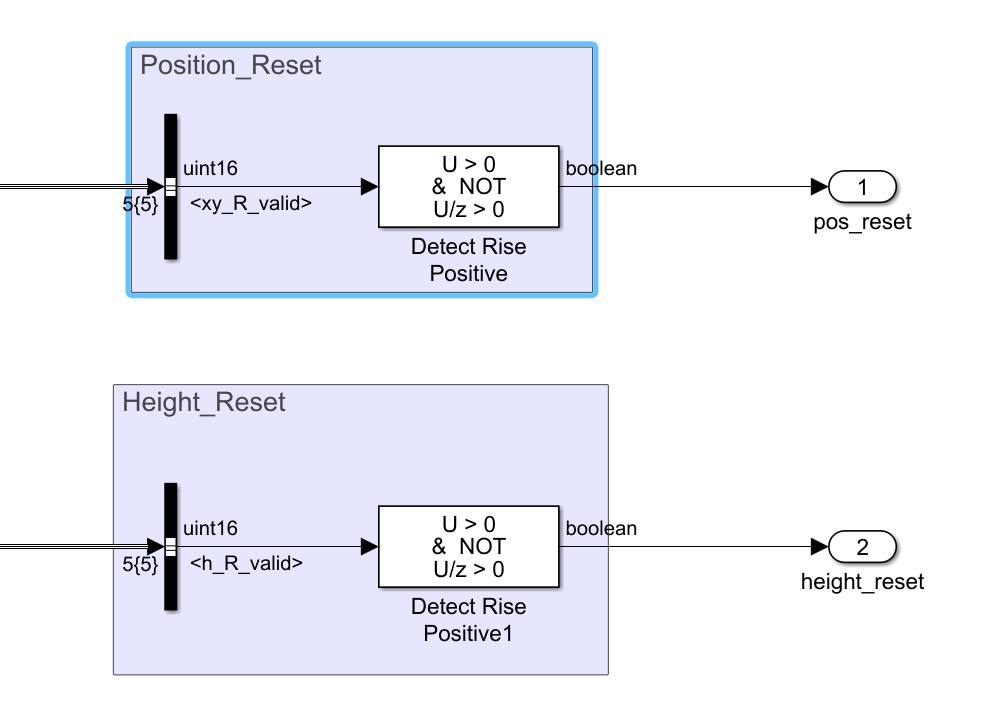 Position_Reset
uint16
5{5}
<xy_R_valid>
U > 0
& NOT
U/z > 0
Detect Rise
Positive
boolean
1
pos_reset
Height_Reset
uint16
5{5}
<h_R_valid>
U > 0
& NOT
U/z > 0
Detect Rise
Positive1
boolean
2
height_reset